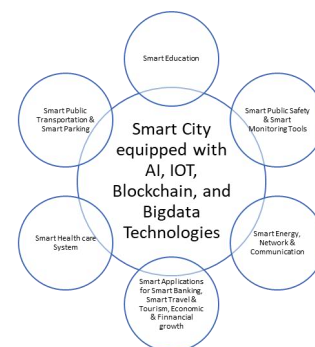 Smart Education
Smart Public
Transportation &
Smart Parking
Smart Public Safety
& Smart
Monitoring Tools
Smart City
equipped with
AI, IOT,
Blockchain, and
Bigdata
Technologies
Smart Health care
System
Smart Energy,
Network &
Communication
Smart Applications
for Smart Banking,
Smart Travel &
Tourism, Economic
& Finnancial
growth